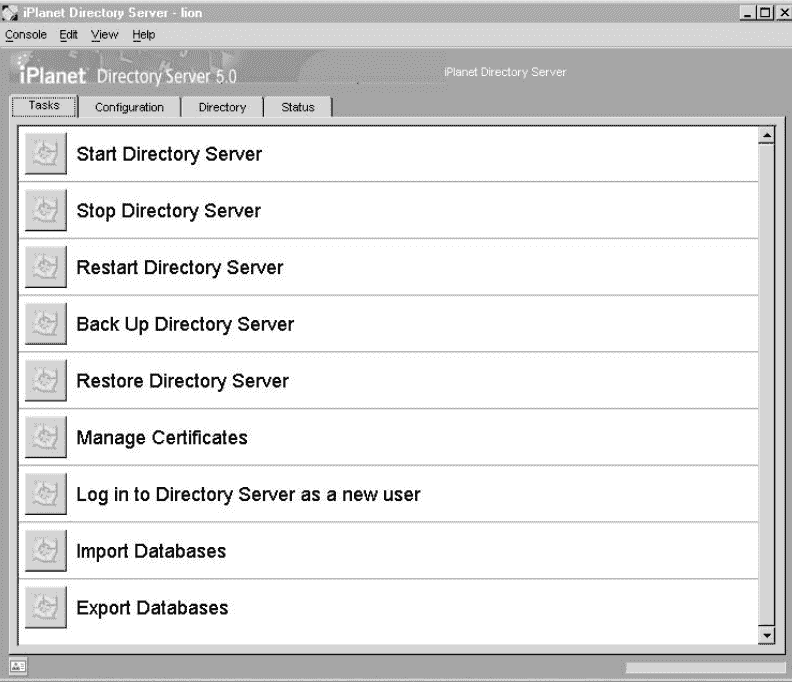 iPlanet Directory Server - lion
Console Edit View Help
iPlanet Directory Server 5.0
iPlanet Directory Server
Tasks Configuration Directory Status
Start Directory Server
Stop Directory Server
Restart Directory Server
Back Up Directory Server
Restore Directory Server
Manage Certificates
Log in to Directory Server as a new user
Import Databases
Export Databases